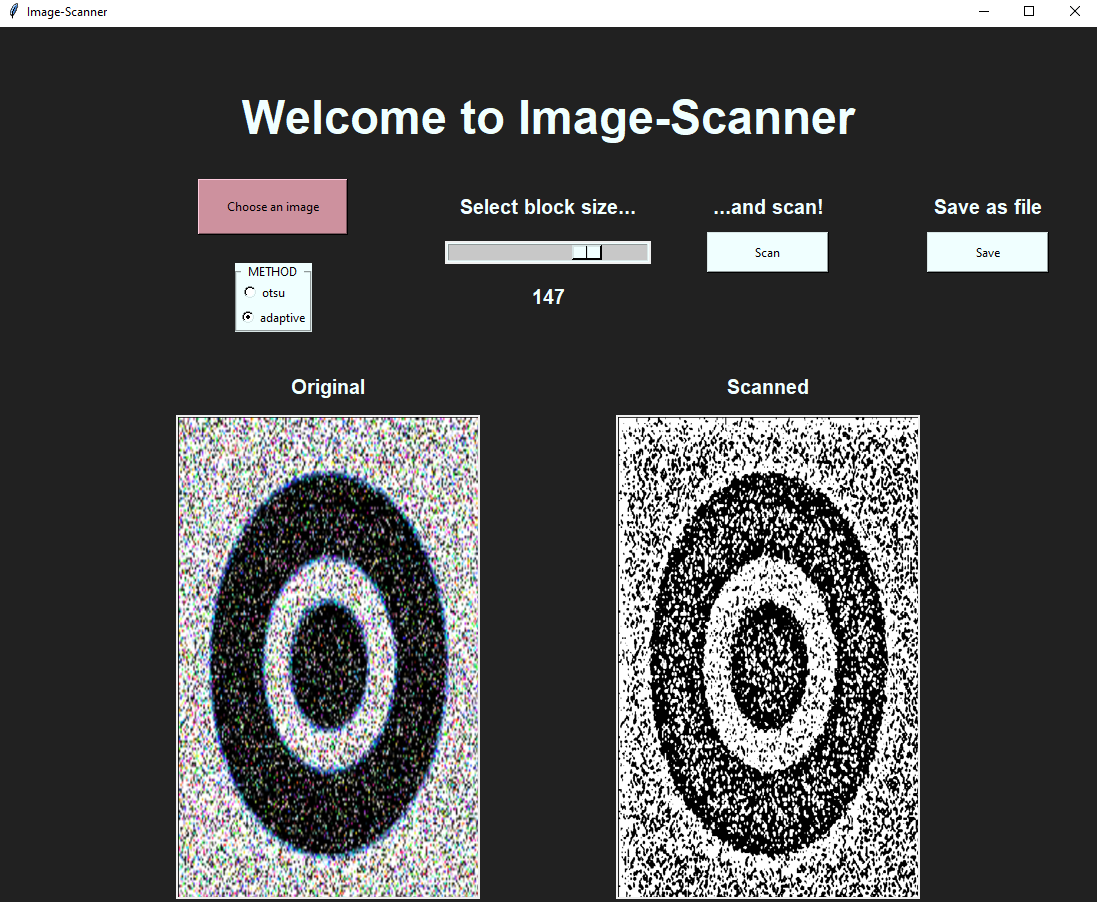 Image-Scanner
Welcome to Image-Scanner
Choose an image
Select block size...
...and scan!
Save as file
Scan
Save
METHOD
otsu
adaptive
147
Original
Scanned